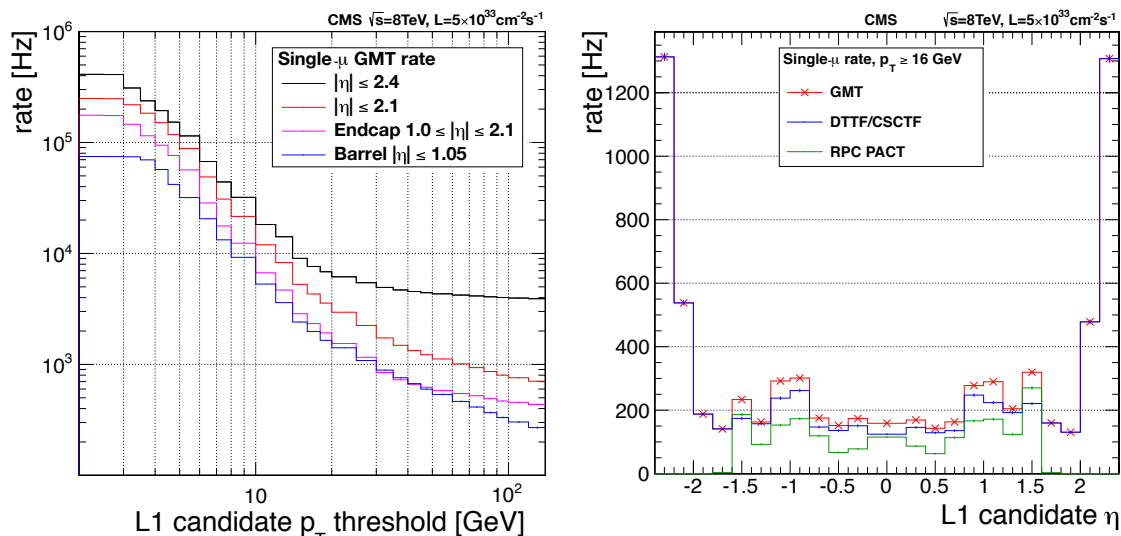 CMS √s=8TeV, L=5×10³³cm⁻²s⁻¹
rate [Hz]
10⁶
10⁵
10⁴
10³
Single-μ GMT rate
|η| ≤ 2.4
|η| ≤ 2.1
Endcap 1.0 ≤ |η| ≤ 2.1
Barrel |η| ≤ 1.05
10
10²
L1 candidate p_T threshold [GeV]
CMS √s=8TeV, L=5×10³³cm⁻²s⁻¹
rate [Hz]
1200
1000
800
600
400
200
0
Single-μ rate, p_T ≥ 16 GeV
GMT
DTTF/CSCTF
RPC PACT
-2 -1.5 -1 -0.5 0 0.5 1 1.5 2
L1 candidate η